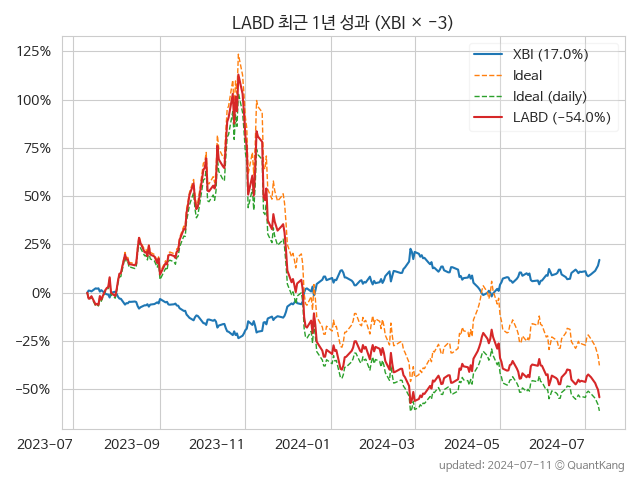 LABD 최근 1년 성과 (XBI × −3)
125%
100%
75%
50%
25%
0%
−25%
−50%
XBI (17.0%)
Ideal
Ideal (daily)
LABD (−54.0%)
2023-07
2023-09
2023-11
2024-01
2024-03
2024-05
2024-07
updated: 2024-07-11 © QuantKang